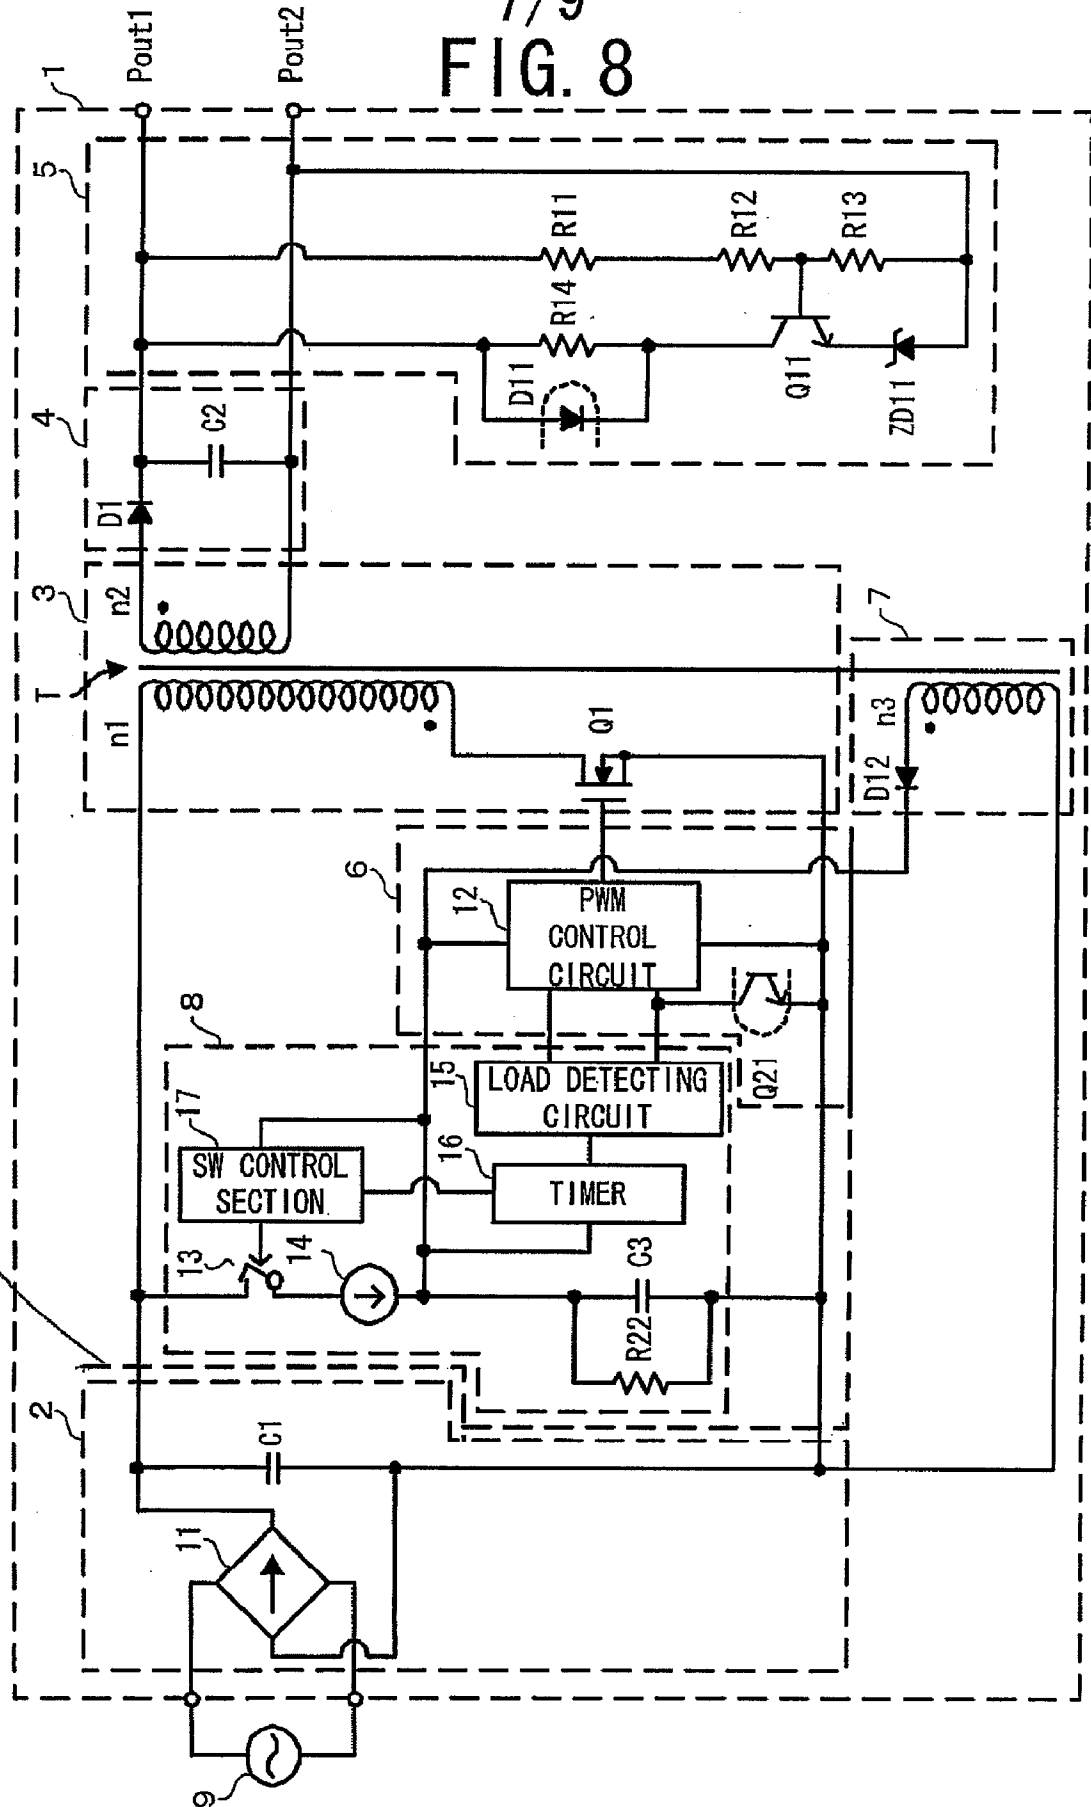 7/9
FIG. 8
1
Pout1
Pout2
5
R11
R12
R13
R14
D11
Q11
ZD11
4
C2
D1
3
n2
T
n1
Q1
7
n3
D12
6
12
PWM
CONTROL
CIRCUIT
8
Q21
15
LOAD DETECTING
CIRCUIT
17
SW CONTROL
SECTION
16
TIMER
13
14
C3
R22
2
C1
11
9